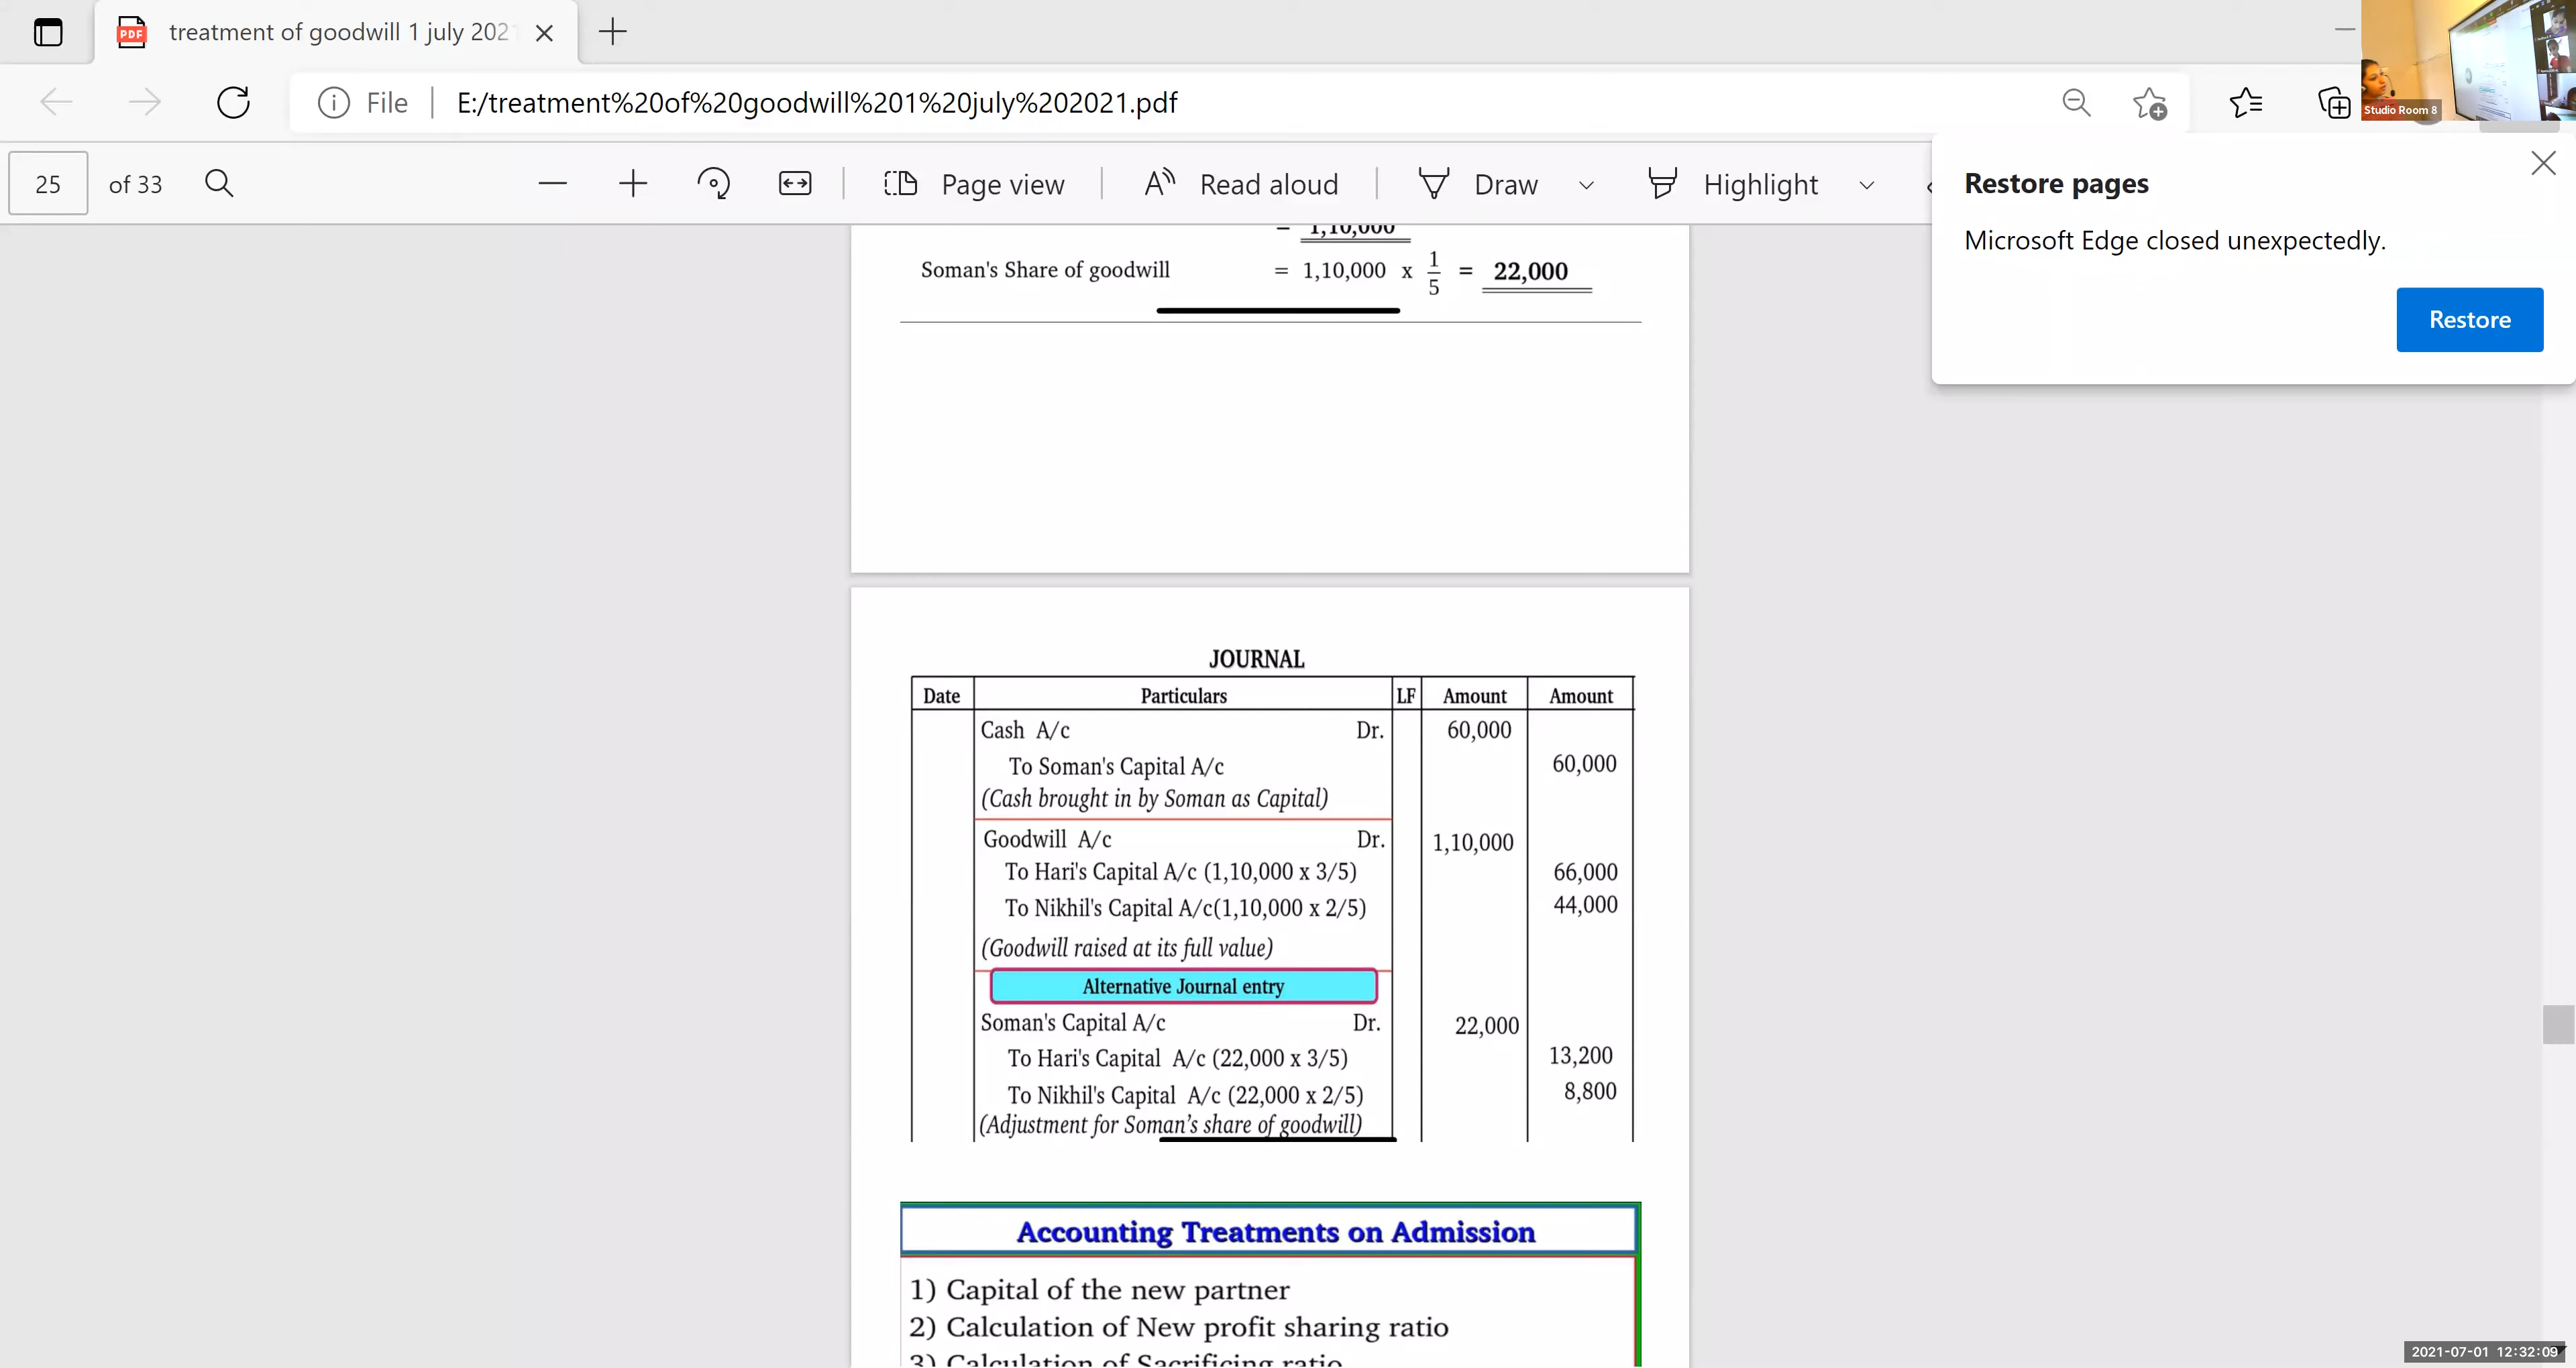 treatment of goodwill 1 july 202
File
E:/treatment%20of%20goodwill%201%20july%202021.pdf
Studio Room 8
25 of 33
Page view
Read aloud
Draw
Highlight
Restore pages
Microsoft Edge closed unexpectedly.
Restore
= 1,10,000
Soman's Share of goodwill = 1,10,000 x 1/5 = 22,000
JOURNAL
Date Particulars LF Amount Amount
Cash A/c Dr. 60,000
To Soman's Capital A/c 60,000
(Cash brought in by Soman as Capital)
Goodwill A/c Dr. 1,10,000
To Hari's Capital A/c (1,10,000 x 3/5) 66,000
To Nikhil's Capital A/c(1,10,000 x 2/5) 44,000
(Goodwill raised at its full value)
Alternative Journal entry
Soman's Capital A/c Dr. 22,000
To Hari's Capital A/c (22,000 x 3/5) 13,200
To Nikhil's Capital A/c (22,000 x 2/5) 8,800
(Adjustment for Soman's share of goodwill)
Accounting Treatments on Admission
1) Capital of the new partner
2) Calculation of New profit sharing ratio
3) Calculation of Sacrificing ratio
2021-07-01 12:32:09